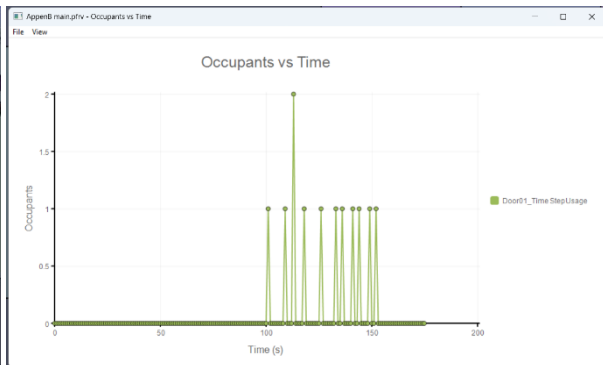 AppenB main.pfrv - Occupants vs Time
File View
Occupants vs Time
2
1.5
1
0.5
0
Occupants
0 50 100 150 200
Time (s)
Door01_TimeStepUsage